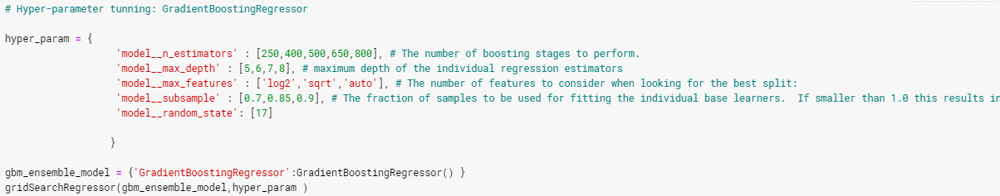 # Hyper-parameter tunning: GradientBoostingRegressor
hyper_param = {
'model__n_estimators' : [250,400,500,650,800], # The number of boosting stages to perform.
'model__max_depth' : [5,6,7,8], # maximum depth of the individual regression estimators
'model__max_features' : ['log2','sqrt','auto'], # The number of features to consider when looking for the best split:
'model__subsample' : [0.7,0.85,0.9], # The fraction of samples to be used for fitting the individual base learners.  If smaller than 1.0 this results in
'model__random_state': [17]
}
gbm_ensemble_model = {'GradientBoostingRegressor':GradientBoostingRegressor() }
gridSearchRegressor(gbm_ensemble_model,hyper_param )